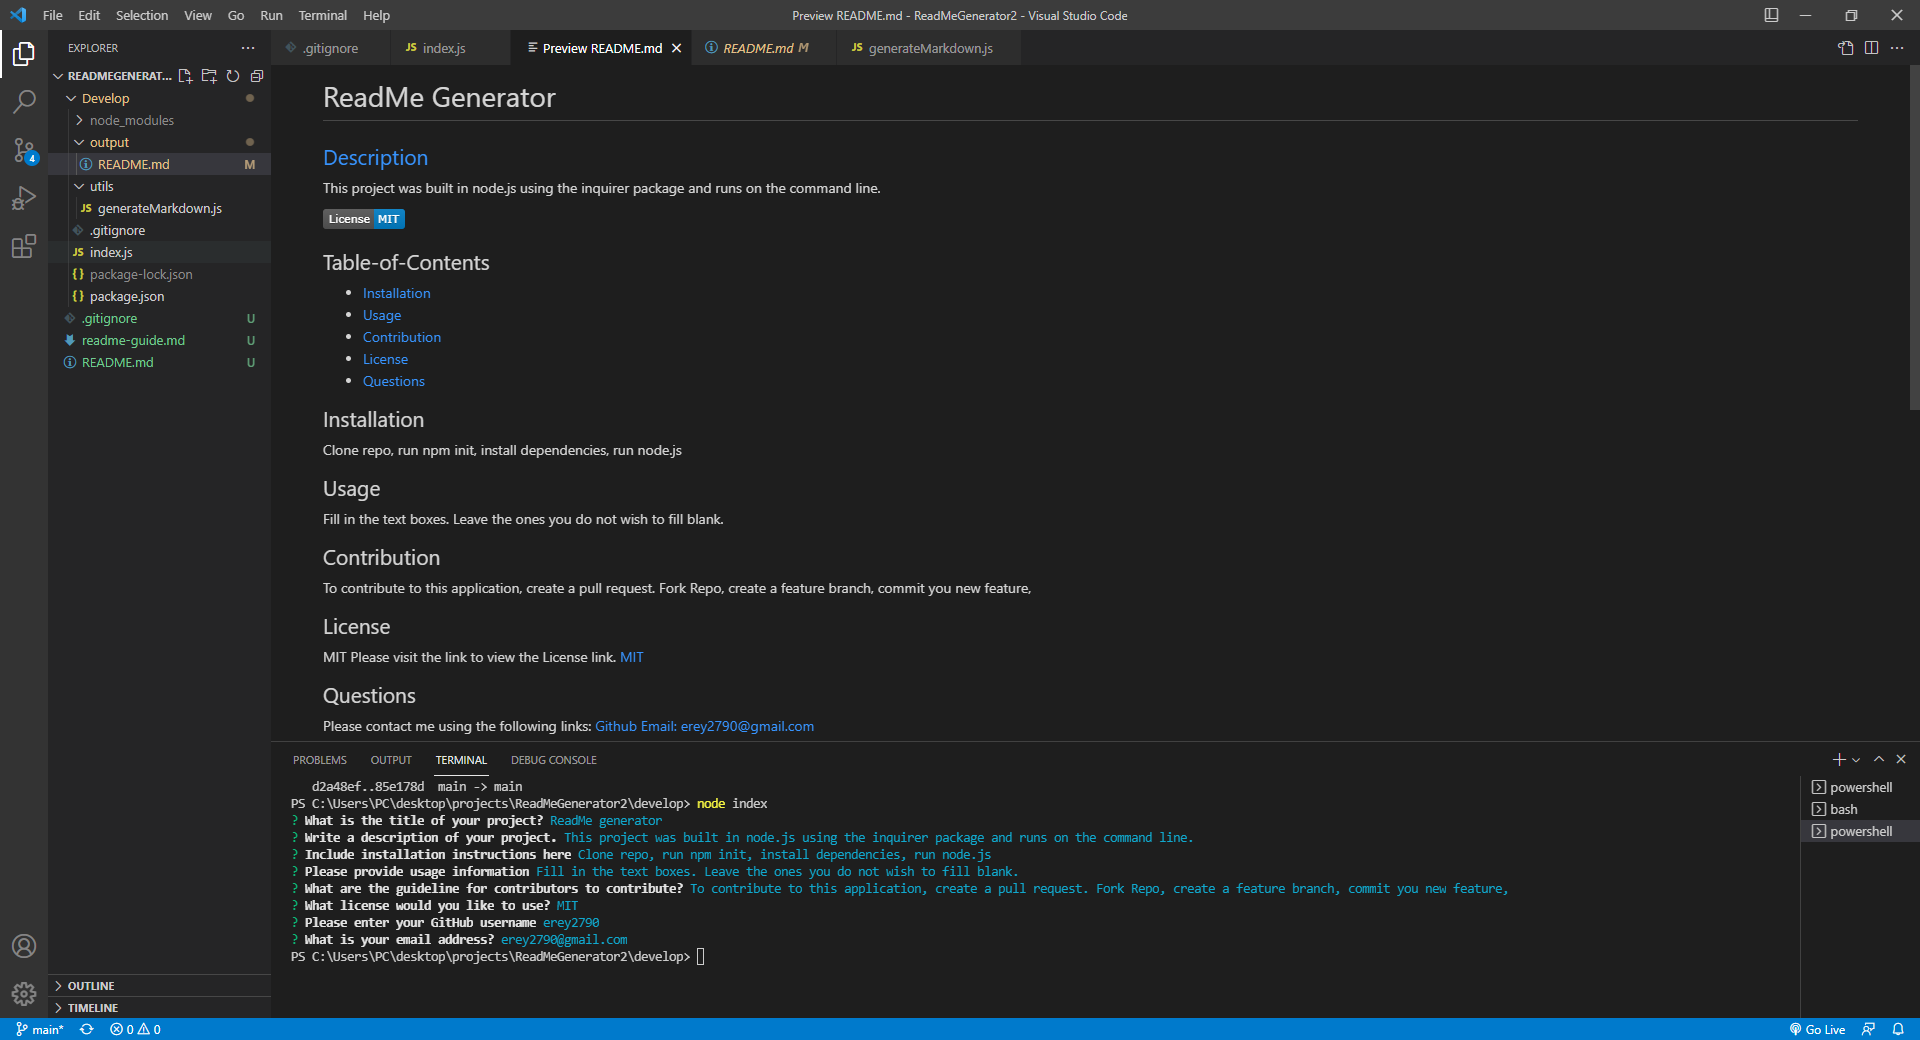 File Edit Selection View Go Run Terminal Help
Preview README.md - ReadMeGenerator2 - Visual Studio Code
EXPLORER
.gitignore
JS index.js
Preview README.md
README.md M
JS generateMarkdown.js
READMEGENERAT...
Develop
node_modules
output
README.md M
utils
JS generateMarkdown.js
.gitignore
JS index.js
{} package-lock.json
{} package.json
.gitignore U
readme-guide.md U
README.md U
4
OUTLINE
TIMELINE
ReadMe Generator
Description
This project was built in node.js using the inquirer package and runs on the command line.
License MIT
Table-of-Contents
• Installation
• Usage
• Contribution
• License
• Questions
Installation
Clone repo, run npm init, install dependencies, run node.js
Usage
Fill in the text boxes. Leave the ones you do not wish to fill blank.
Contribution
To contribute to this application, create a pull request. Fork Repo, create a feature branch, commit you new feature,
License
MIT Please visit the link to view the License link. MIT
Questions
Please contact me using the following links: Github Email: erey2790@gmail.com
PROBLEMS OUTPUT TERMINAL DEBUG CONSOLE
d2a48ef..85e178d main -> main
PS C:\Users\PC\desktop\projects\ReadMeGenerator2\develop> node index
? What is the title of your project? ReadMe generator
? Write a description of your project. This project was built in node.js using the inquirer package and runs on the command line.
? Include installation instructions here Clone repo, run npm init, install dependencies, run node.js
? Please provide usage information Fill in the text boxes. Leave the ones you do not wish to fill blank.
? What are the guideline for contributors to contribute? To contribute to this application, create a pull request. Fork Repo, create a feature branch, commit you new feature,
? What license would you like to use? MIT
? Please enter your GitHub username erey2790
? What is your email address? erey2790@gmail.com
PS C:\Users\PC\desktop\projects\ReadMeGenerator2\develop>
powershell
bash
powershell
main* 0 0
Go Live